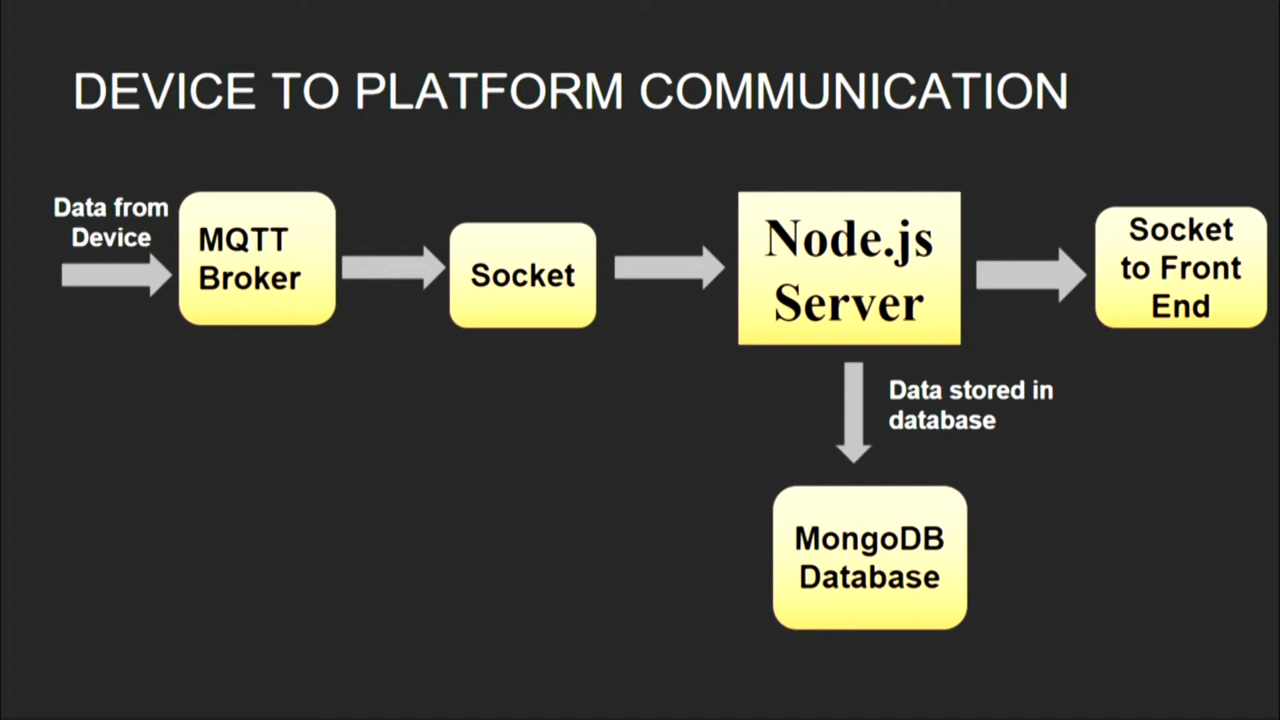 DEVICE TO PLATFORM COMMUNICATION
Data from
Device
MQTT
Broker
Socket
Node.js
Server
Socket
to Front
End
Data stored in
database
MongoDB
Database